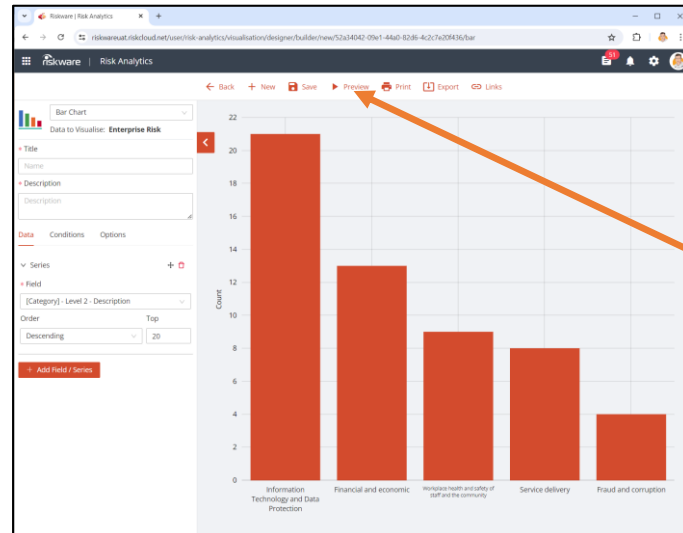 Riskware | Risk Analytics
riskwareuat.riskcloud.net/user/risk-analytics/visualisation/designer/builder/new/52a34042-09e1-44a0-82d6-4c2c7e20f436/bar
riskware | Risk Analytics
51
Back New Save Preview Print Export Links
Bar Chart
Data to Visualise: Enterprise Risk
* Title
Name
* Description
Description
Data Conditions Options
Series
* Field
[Category] - Level 2 - Description
Order Top
Descending 20
+ Add Field / Series
22
20
18
16
14
12
10
8
6
4
2
0
Count
Information
Technology and Data
Protection
Financial and economic
Workplace health and safety of
staff and the community
Service delivery
Fraud and corruption